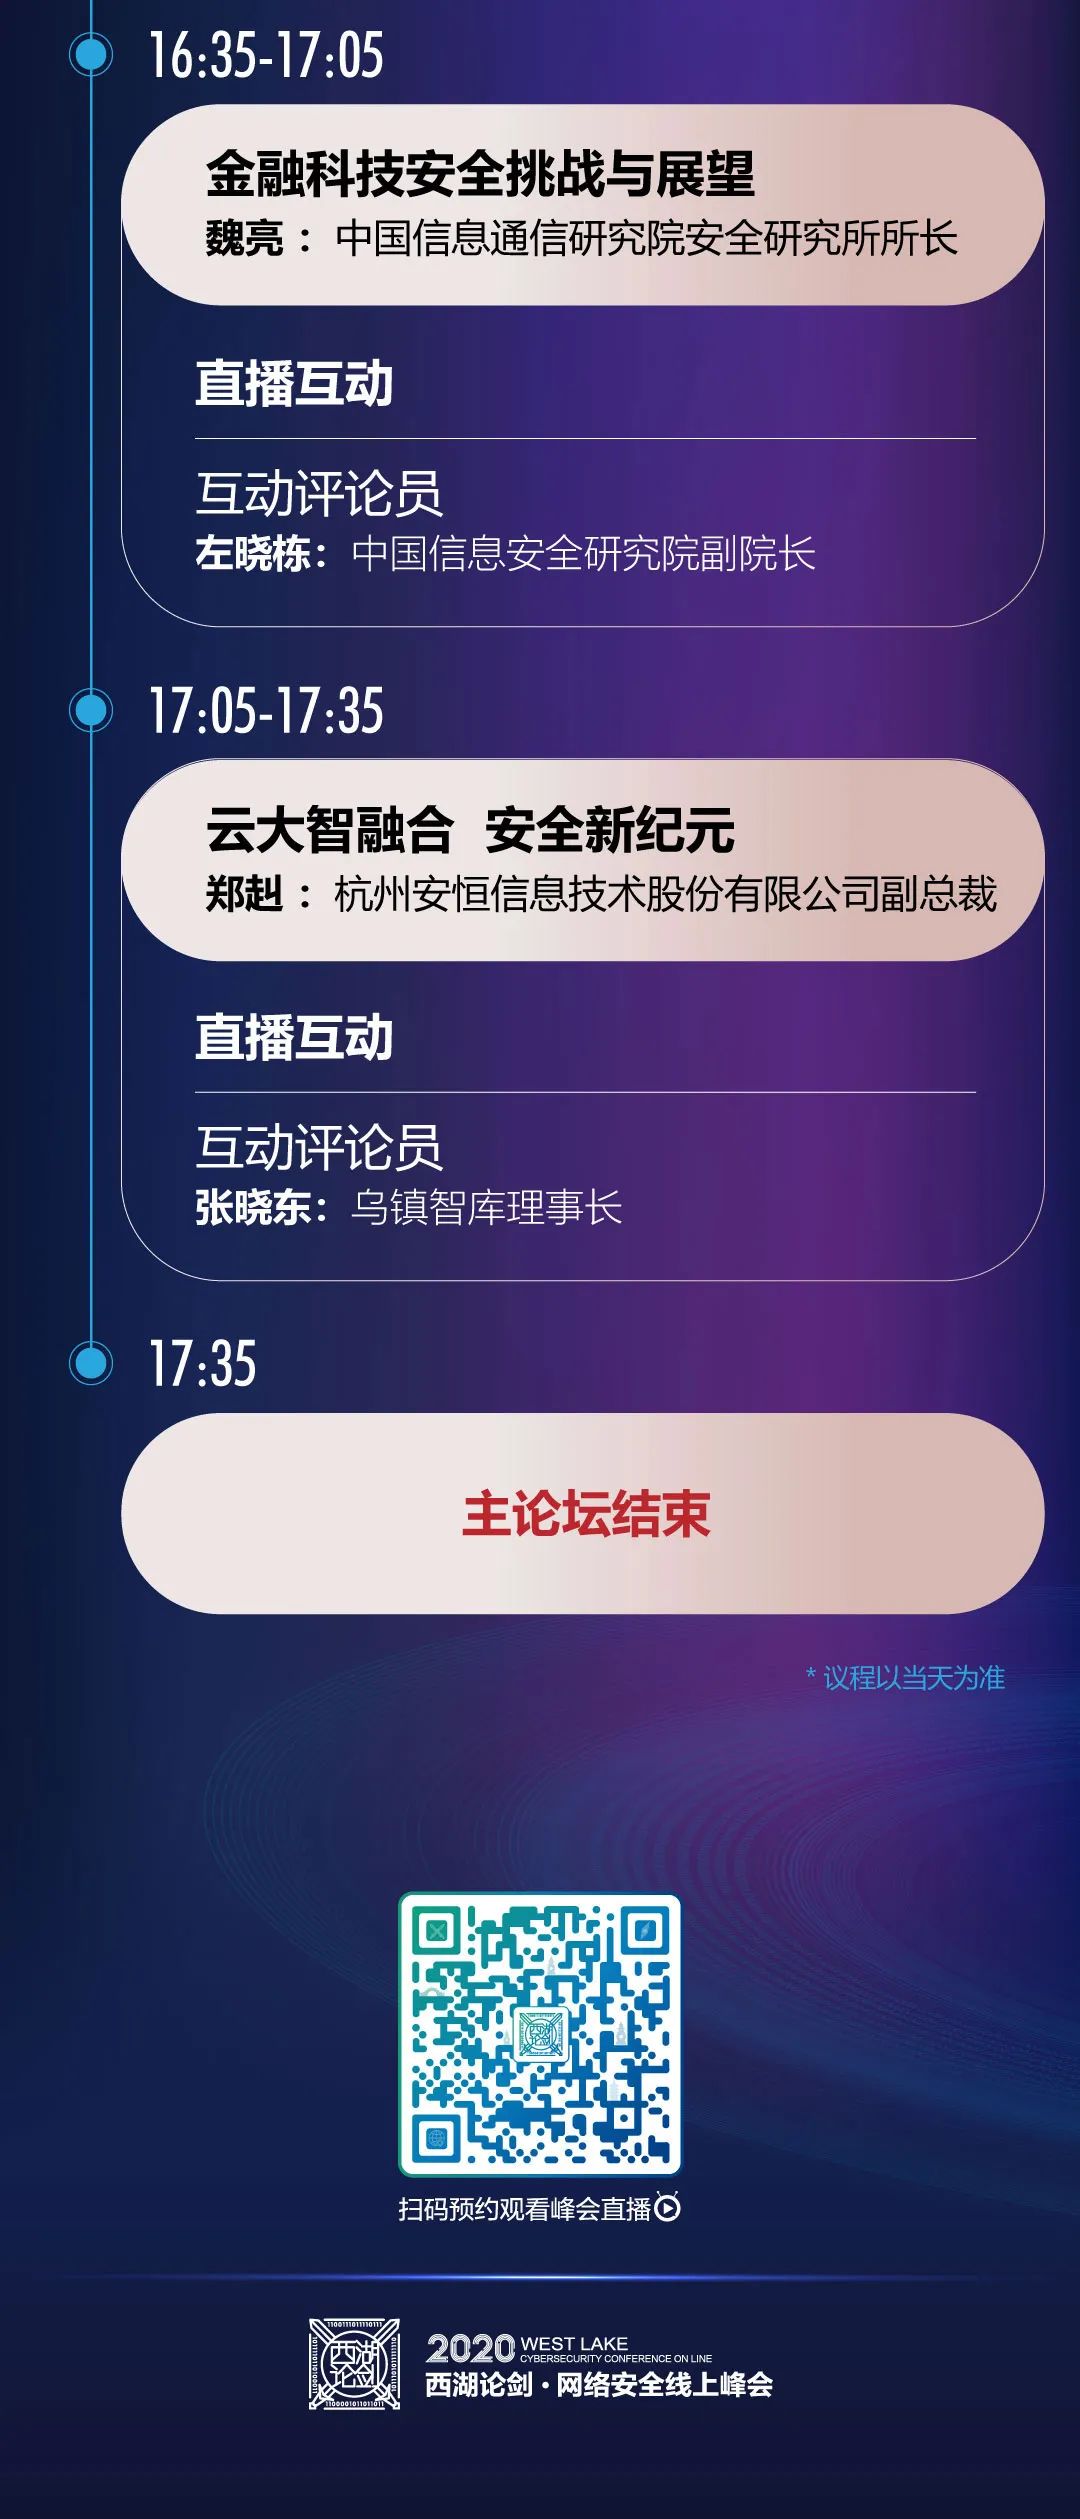 16:35-17:05
金融科技安全挑战与展望
魏亮：中国信息通信研究院安全研究所所长
直播互动
互动评论员
左晓栋：中国信息安全研究院副院长
17:05-17:35
云大智融合 安全新纪元
郑赳：杭州安恒信息技术股份有限公司副总裁
直播互动
互动评论员
张晓东：乌镇智库理事长
17:35
主论坛结束
* 议程以当天为准
扫码预约观看峰会直播
西湖论剑
2020 WEST LAKE
CYBERSECURITY CONFERENCE ON LINE
西湖论剑·网络安全线上峰会